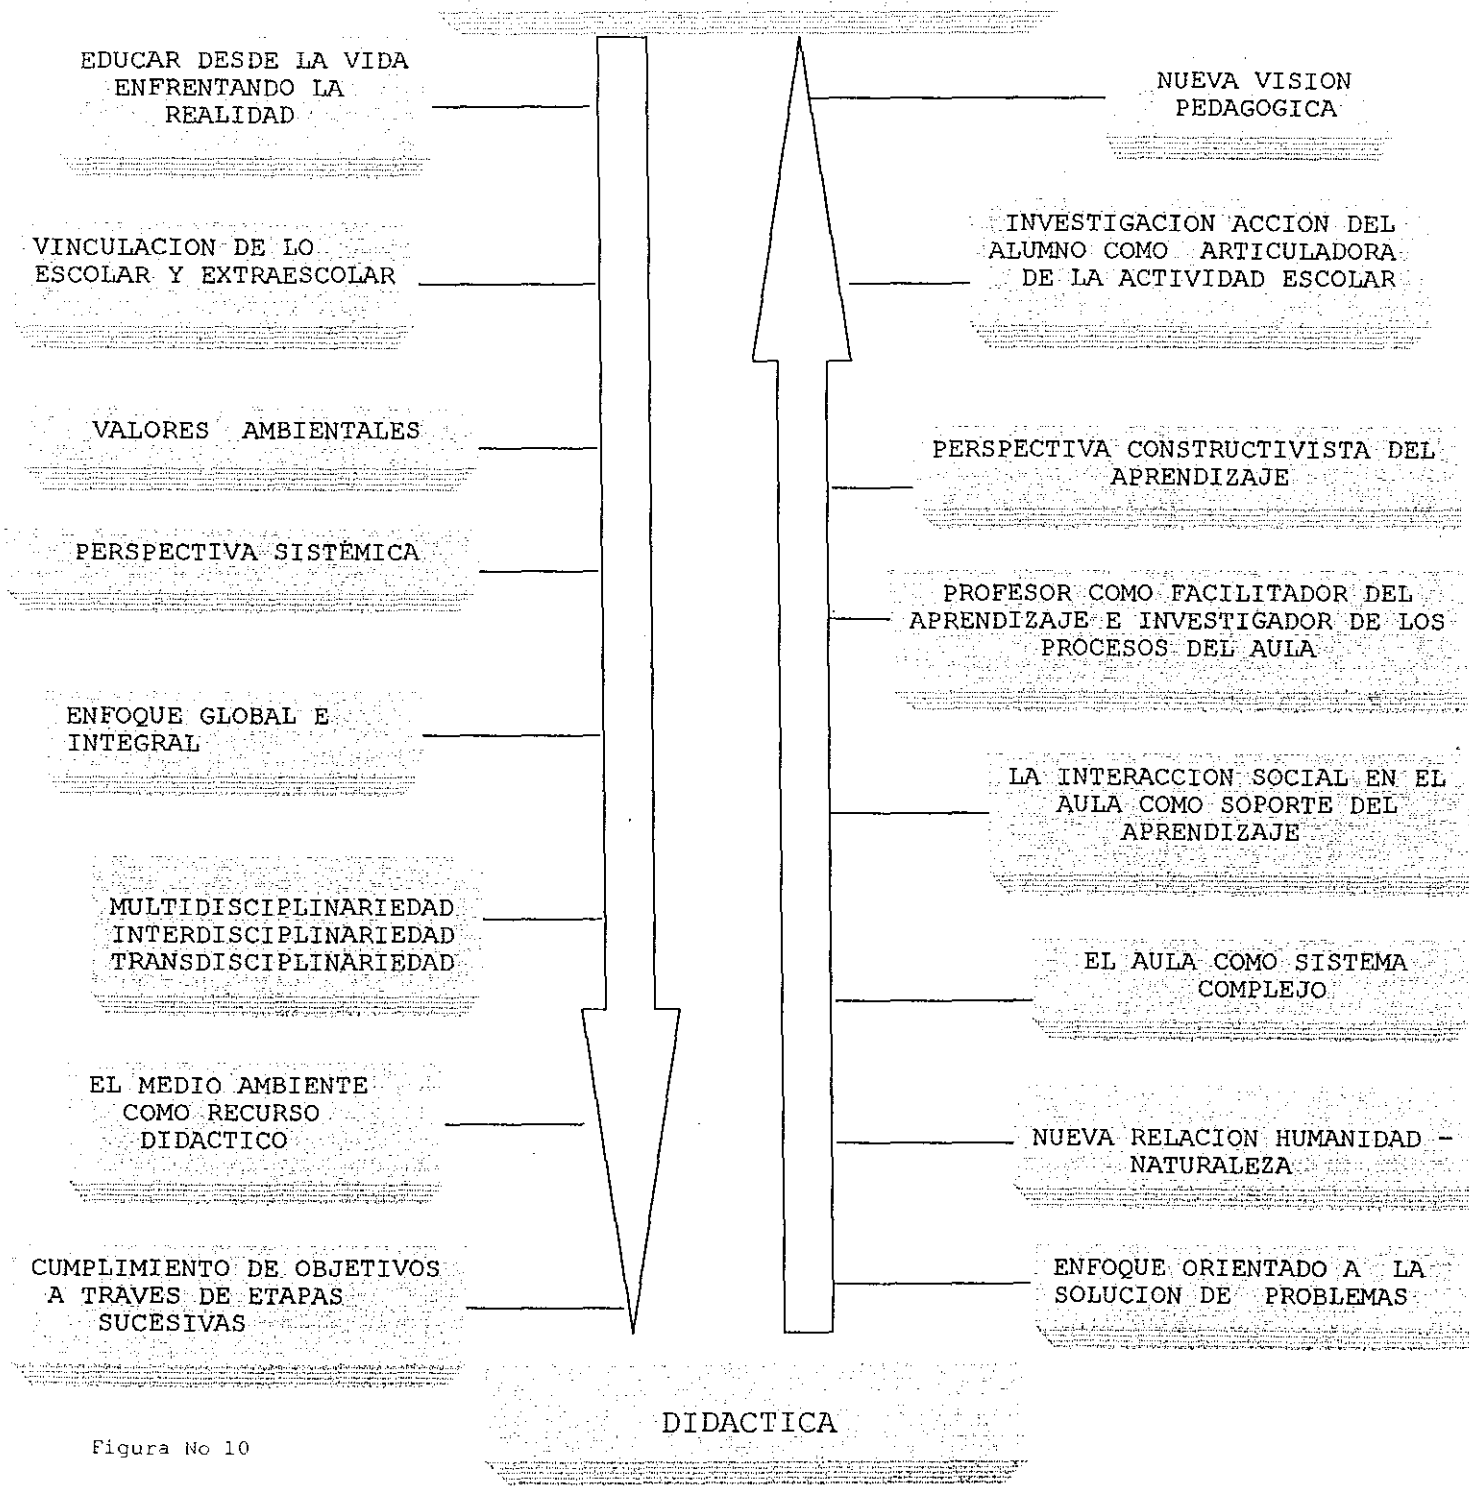 EDUCAR DESDE LA VIDA
ENFRENTANDO LA
REALIDAD
VINCULACION DE LO
ESCOLAR Y EXTRAESCOLAR
VALORES AMBIENTALES
PERSPECTIVA SISTÉMICA
ENFOQUE GLOBAL E
INTEGRAL
MULTIDISCIPLINARIEDAD
INTERDISCIPLINARIEDAD
TRANSDISCIPLINARIEDAD
EL MEDIO AMBIENTE
COMO RECURSO
DIDACTICO
CUMPLIMIENTO DE OBJETIVOS
A TRAVES DE ETAPAS
SUCESIVAS
NUEVA VISION
PEDAGOGICA
INVESTIGACION ACCION DEL
ALUMNO COMO ARTICULADORA
DE LA ACTIVIDAD ESCOLAR
PERSPECTIVA CONSTRUCTIVISTA DEL
APRENDIZAJE
PROFESOR COMO FACILITADOR DEL
APRENDIZAJE E INVESTIGADOR DE LOS
PROCESOS DEL AULA
LA INTERACCION SOCIAL EN EL
AULA COMO SOPORTE DEL
APRENDIZAJE
EL AULA COMO SISTEMA
COMPLEJO
NUEVA RELACION HUMANIDAD -
NATURALEZA
ENFOQUE ORIENTADO A LA
SOLUCION DE PROBLEMAS
DIDACTICA
Figura No 10